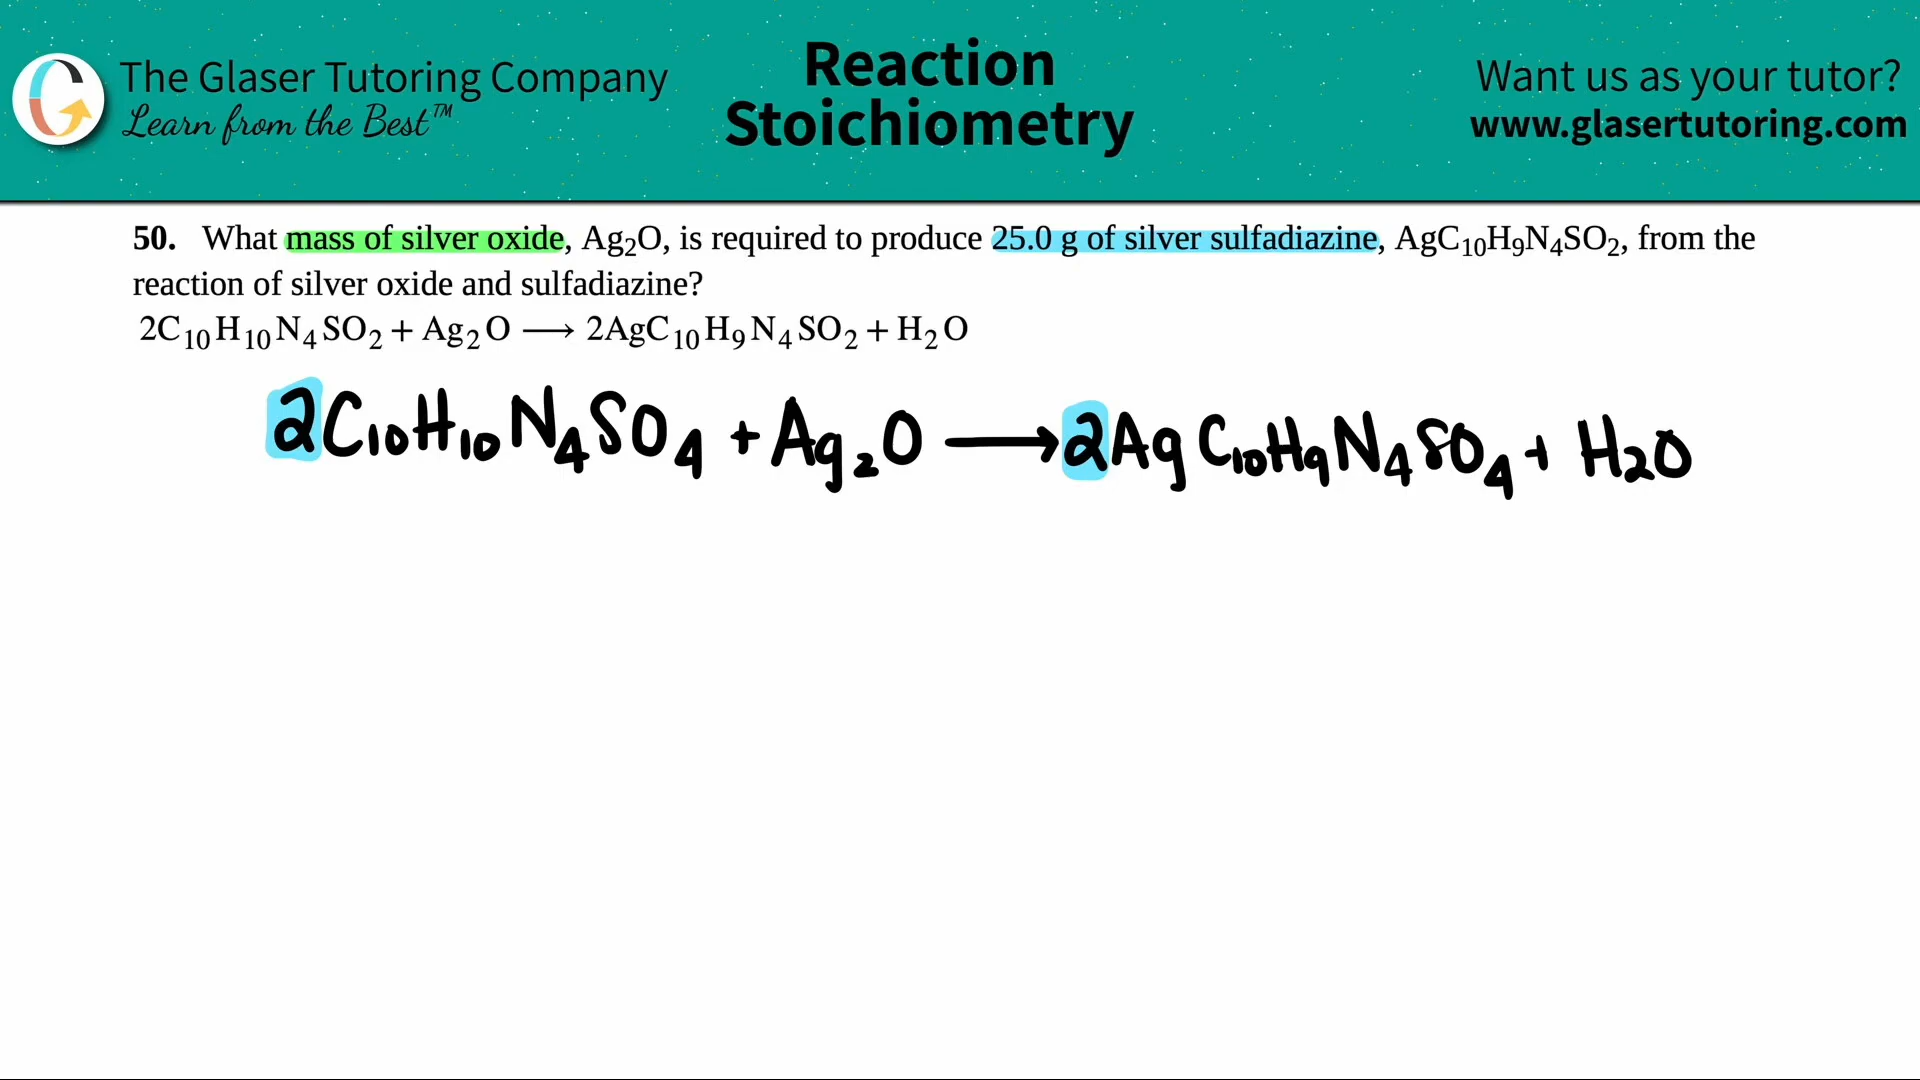 The Glaser Tutoring Company
Learn from the Best™
Reaction
Stoichiometry
Want us as your tutor?
www.glasertutoring.com
50. What mass of silver oxide, Ag₂O, is required to produce 25.0 g of silver sulfadiazine, AgC₁₀H₉N₄SO₂, from the
reaction of silver oxide and sulfadiazine?
2C₁₀H₁₀N₄SO₂ + Ag₂O ⟶ 2AgC₁₀H₉N₄SO₂ + H₂O
2C₁₀H₁₀N₄SO₄ + Ag₂O ⟶ 2AgC₁₀H₉N₄SO₄ + H₂O